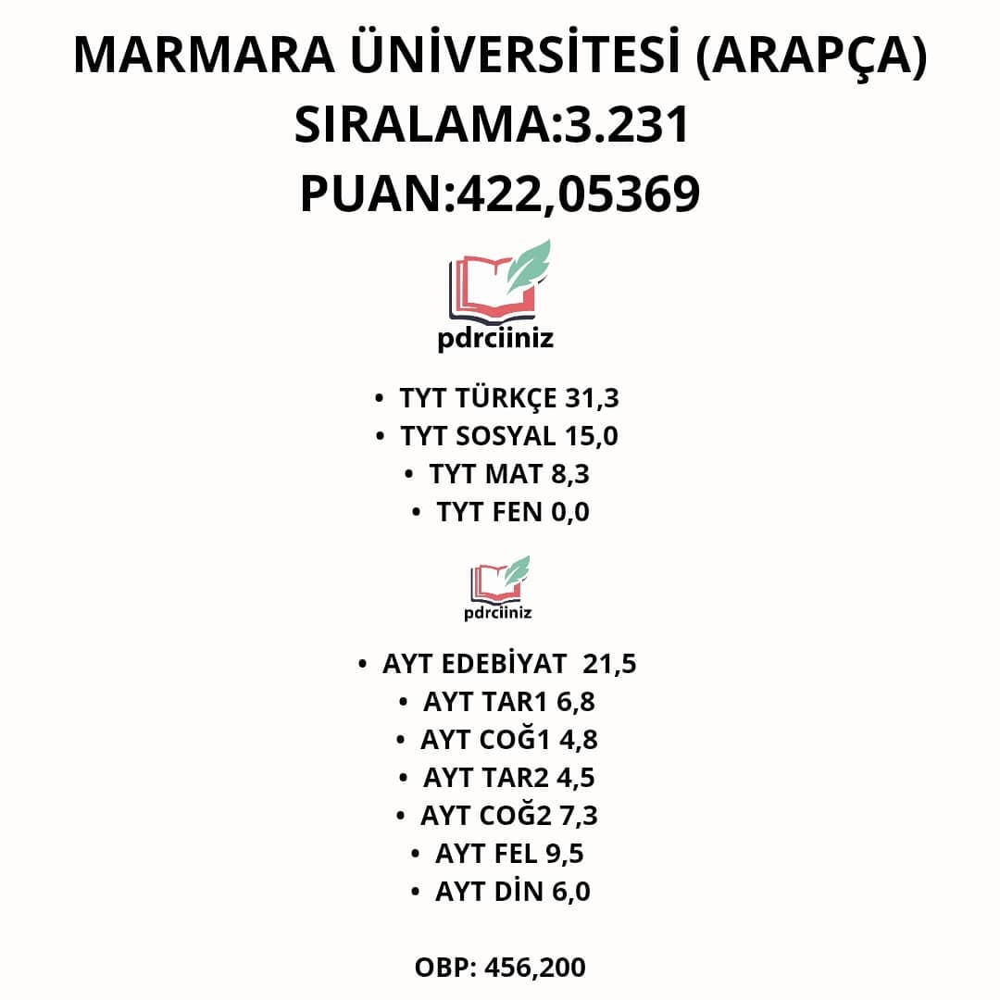 MARMARA ÜNİVERSİTESİ (ARAPÇA)
SIRALAMA:3.231
PUAN:422,05369
pdrciiniz
• TYT TÜRKÇE 31,3
• TYT SOSYAL 15,0
• TYT MAT 8,3
• TYT FEN 0,0
pdrciiniz
• AYT EDEBİYAT 21,5
• AYT TAR1 6,8
• AYT COĞ1 4,8
• AYT TAR2 4,5
• AYT COĞ2 7,3
• AYT FEL 9,5
• AYT DİN 6,0
OBP: 456,200